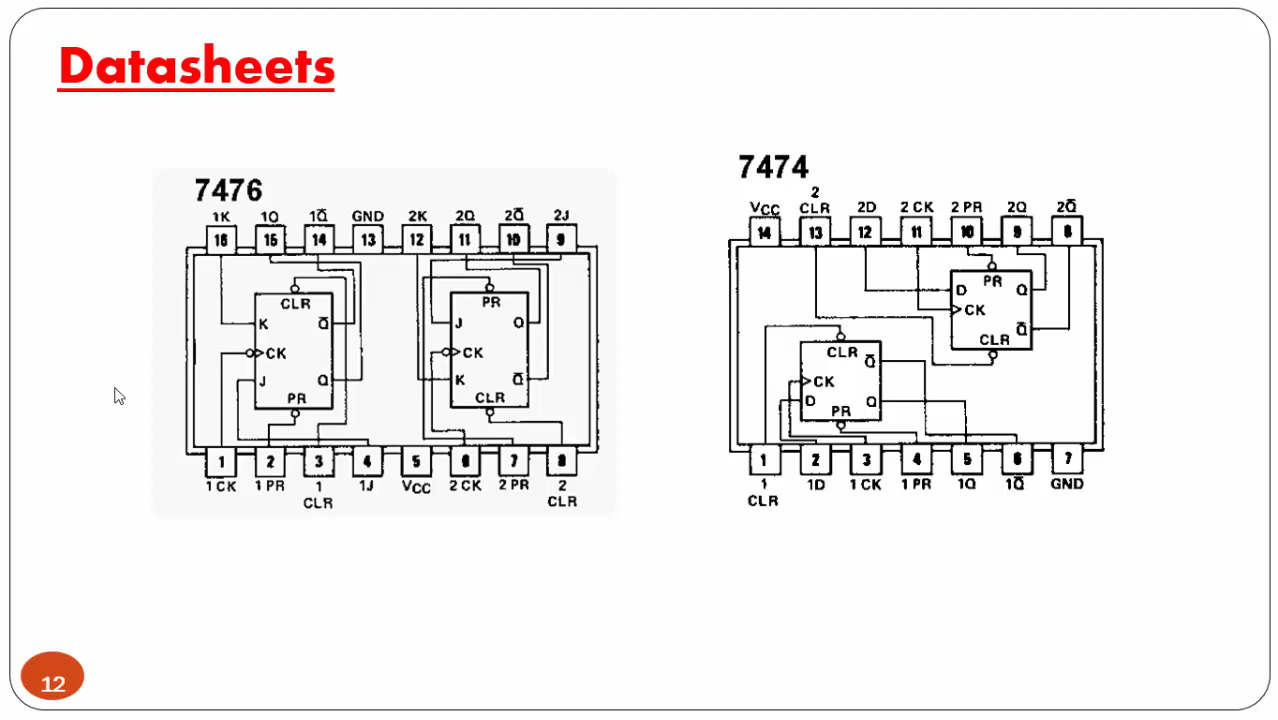 Datasheets
7476
1K 1Q 1Q̅ GND 2K 2Q 2Q̅ 2J
16 15 14 13 12 11 10 9
CLR
K Q̅
CK
J Q
PR
PR
J Q
CK
K Q̅
CLR
1 2 3 4 5 6 7 8
1 CK 1 PR 1 CLR 1J VCC 2 CK 2 PR 2 CLR
7474
VCC 2 CLR 2D 2 CK 2 PR 2Q 2Q̅
14 13 12 11 10 9 8
PR
D Q
CK
Q̅
CLR
CLR
Q̅
CK
D Q
PR
1 2 3 4 5 6 7
1 CLR 1D 1 CK 1 PR 1Q 1Q̅ GND
12